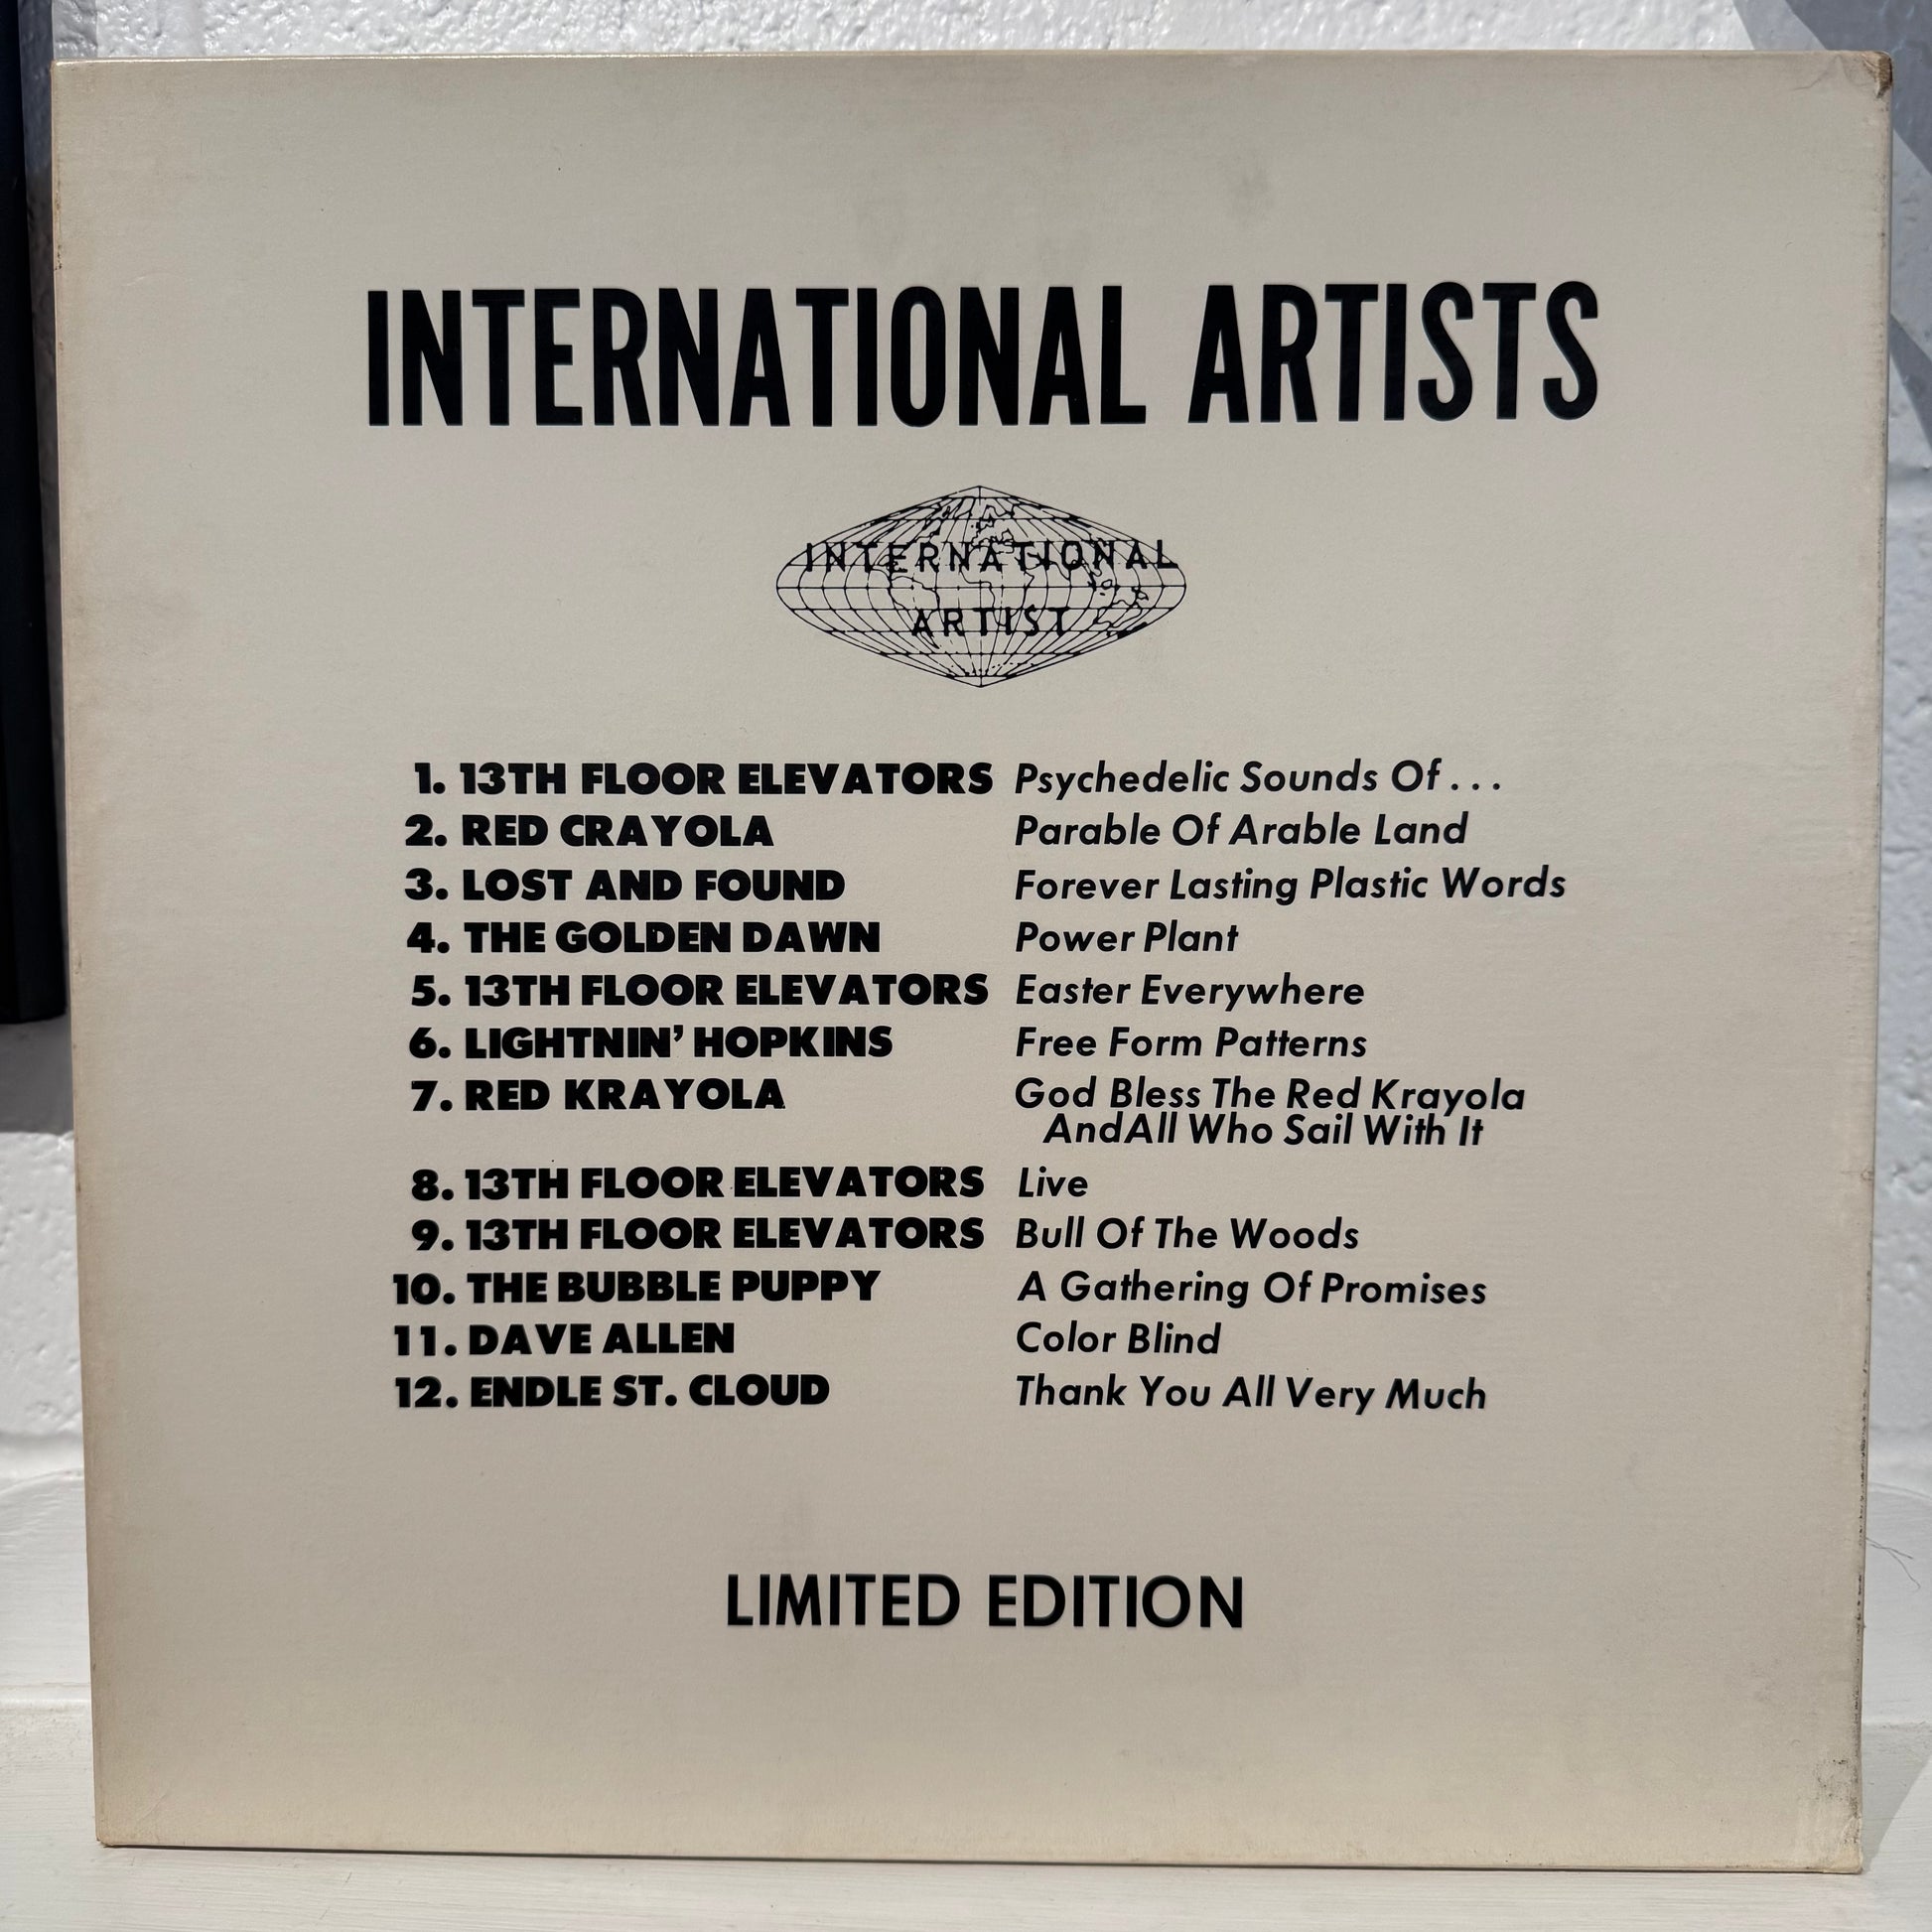 INTERNATIONAL ARTISTS
INTERNATIONAL
ARTIST
1. 13TH FLOOR ELEVATORS Psychedelic Sounds Of . . .
2. RED CRAYOLA Parable Of Arable Land
3. LOST AND FOUND Forever Lasting Plastic Words
4. THE GOLDEN DAWN Power Plant
5. 13TH FLOOR ELEVATORS Easter Everywhere
6. LIGHTNIN’ HOPKINS Free Form Patterns
7. RED KRAYOLA God Bless The Red Krayola
AndAll Who Sail With It
8. 13TH FLOOR ELEVATORS Live
9. 13TH FLOOR ELEVATORS Bull Of The Woods
10. THE BUBBLE PUPPY A Gathering Of Promises
11. DAVE ALLEN Color Blind
12. ENDLE ST. CLOUD Thank You All Very Much
LIMITED EDITION